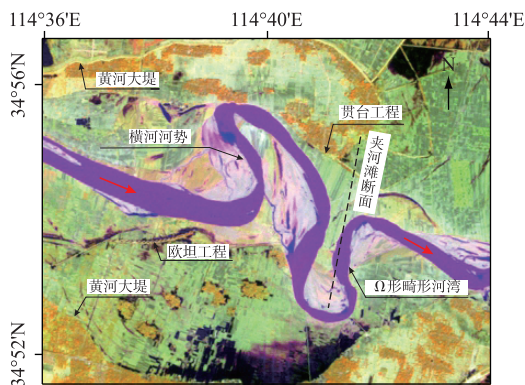 114°36'E
114°40'E
114°44'E
34°56'N
34°52'N
黄河大堤
N
贯台工程
横河河势
夹河滩断面
欧坦工程
黄河大堤
Ω形畸形河湾